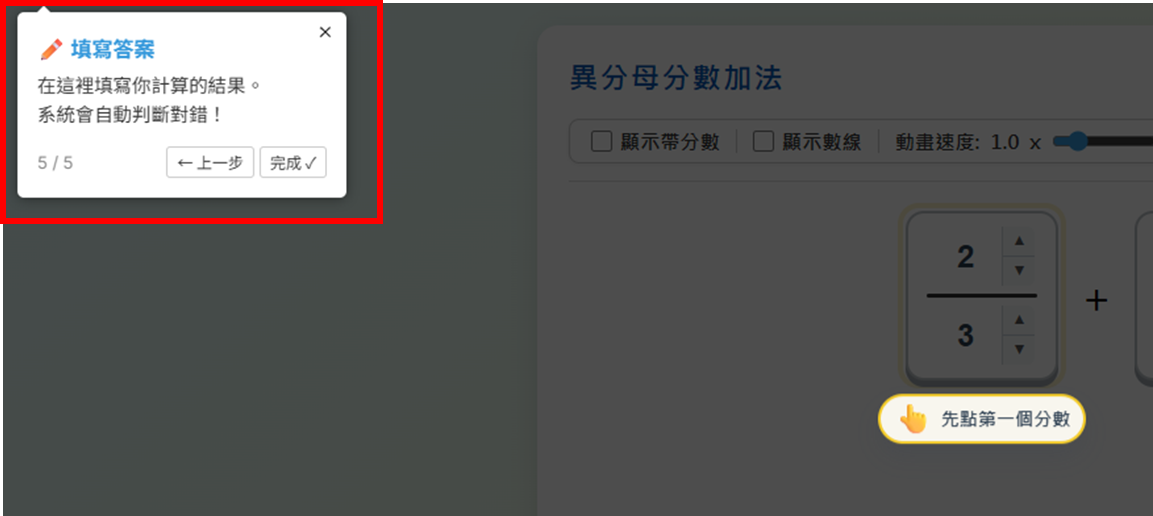 填寫答案
在這裡填寫你計算的結果。
系統會自動判斷對錯！
5 / 5
← 上一步
完成 ✓
異分母分數加法
顯示帶分數
顯示數線
動畫速度: 1.0 x
2
3
+
先點第一個分數